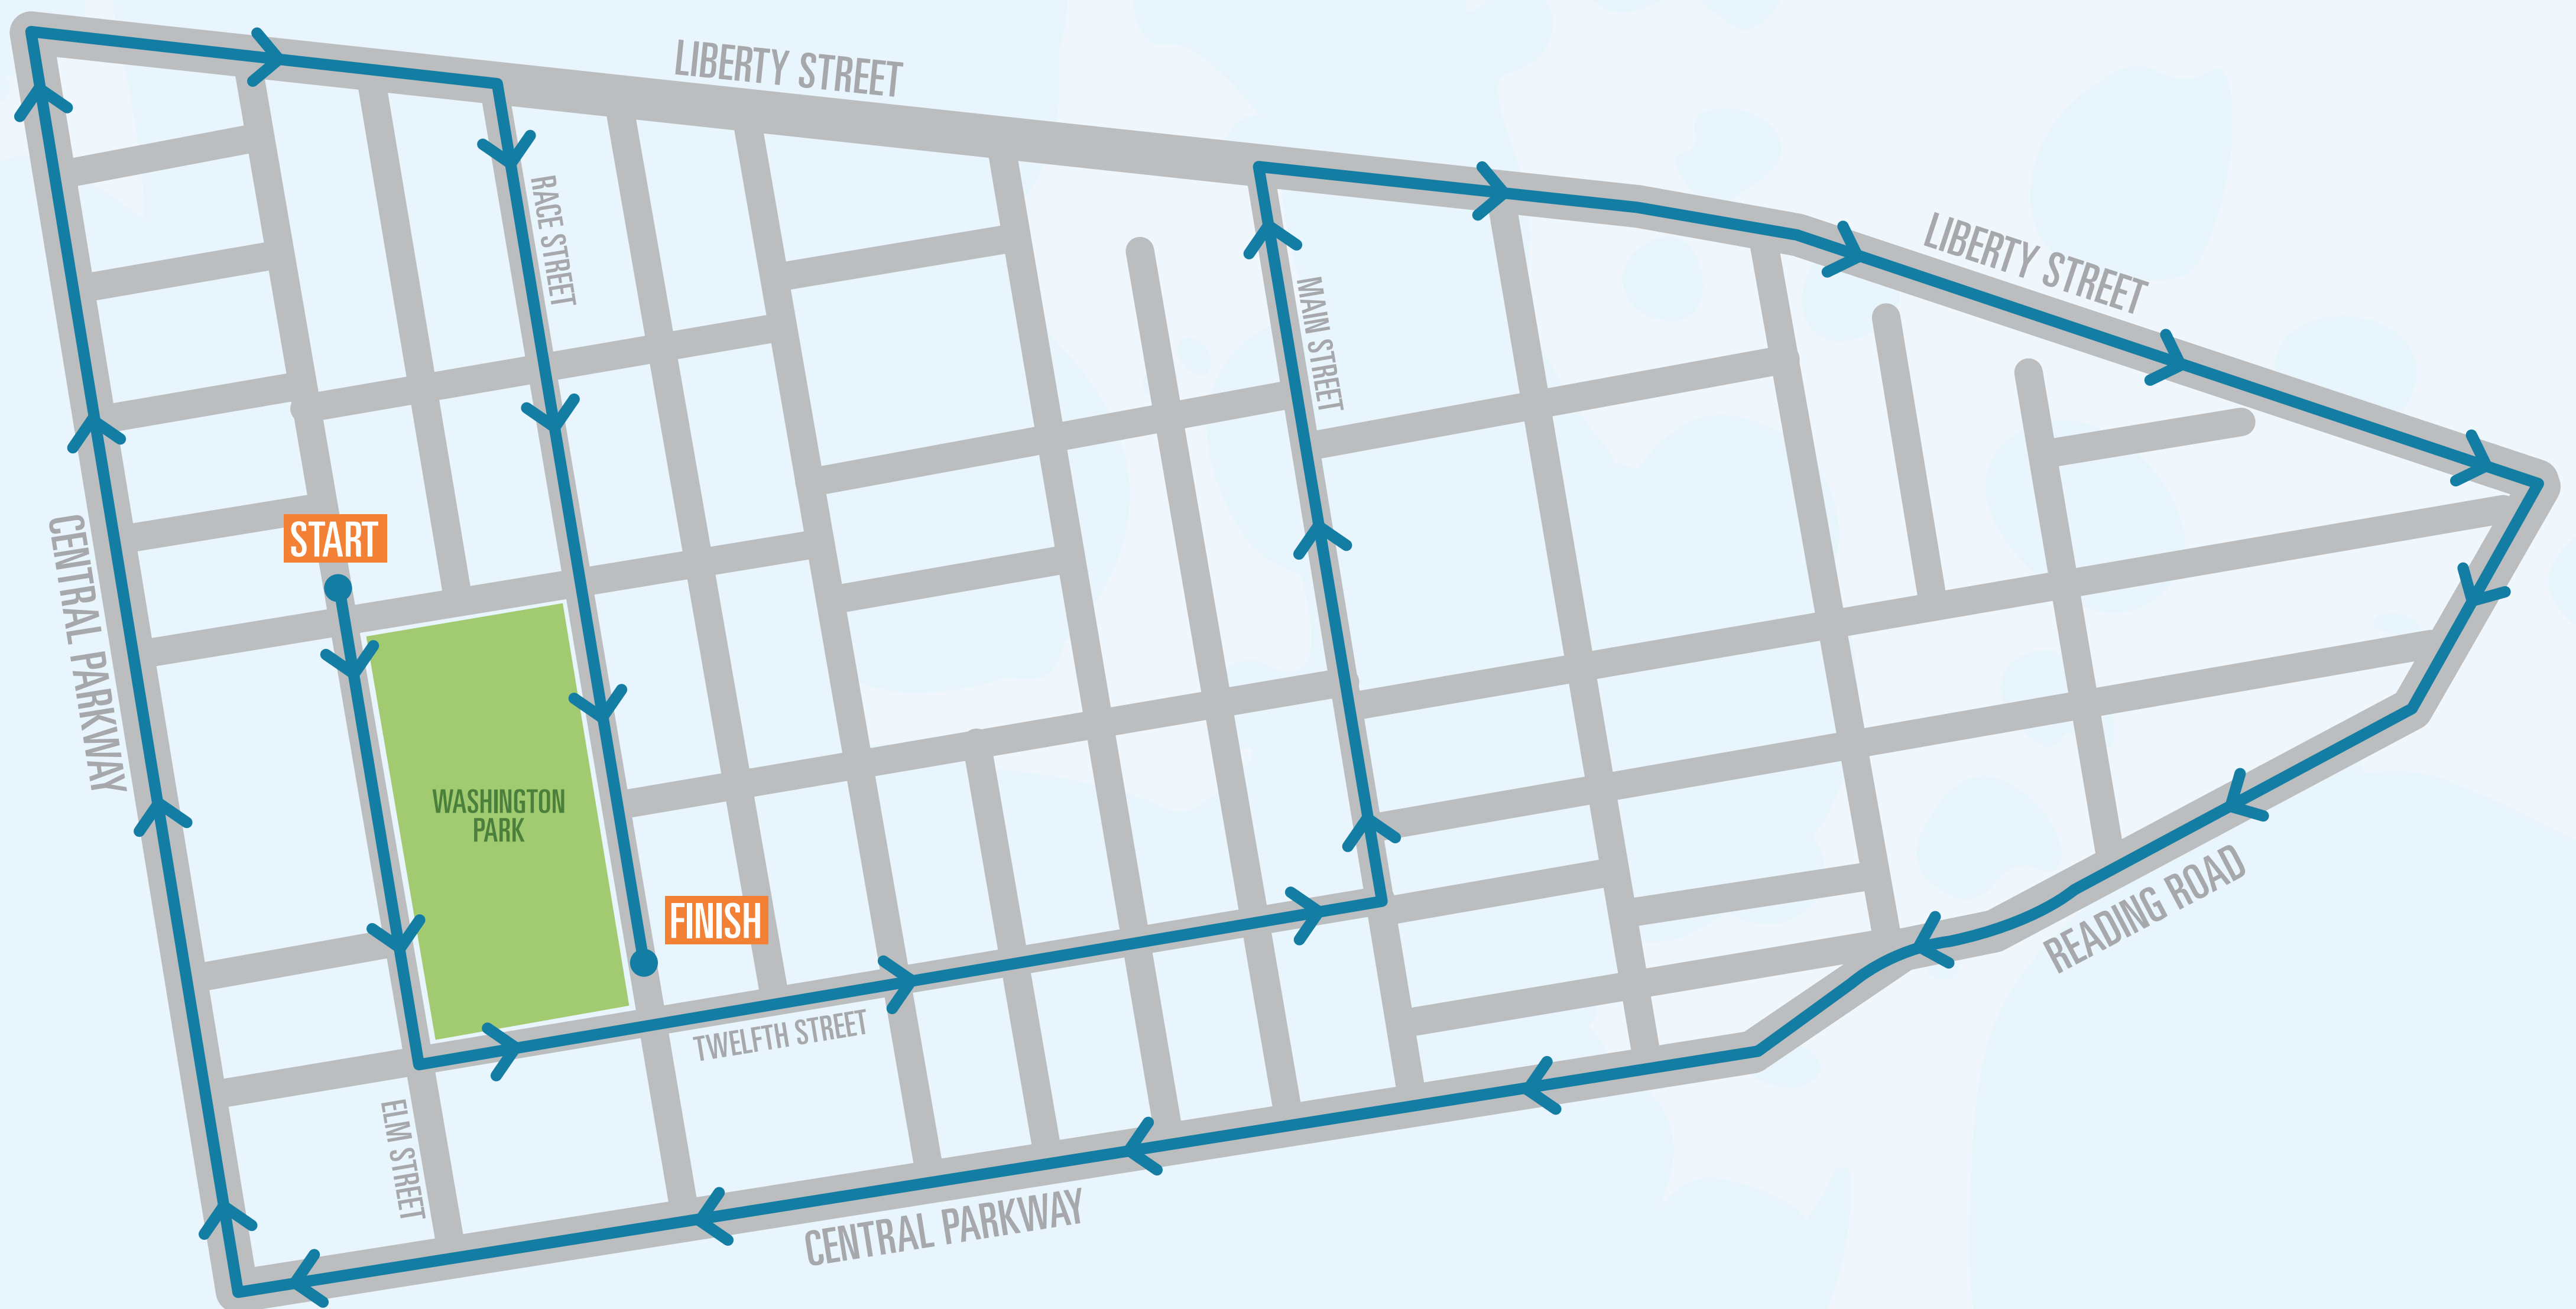 LIBERTY STREET
RACE STREET
LIBERTY STREET
MAIN STREET
START
CENTRAL PARKWAY
WASHINGTON
PARK
FINISH
READING ROAD
TWELFTH STREET
ELM STREET
CENTRAL PARKWAY